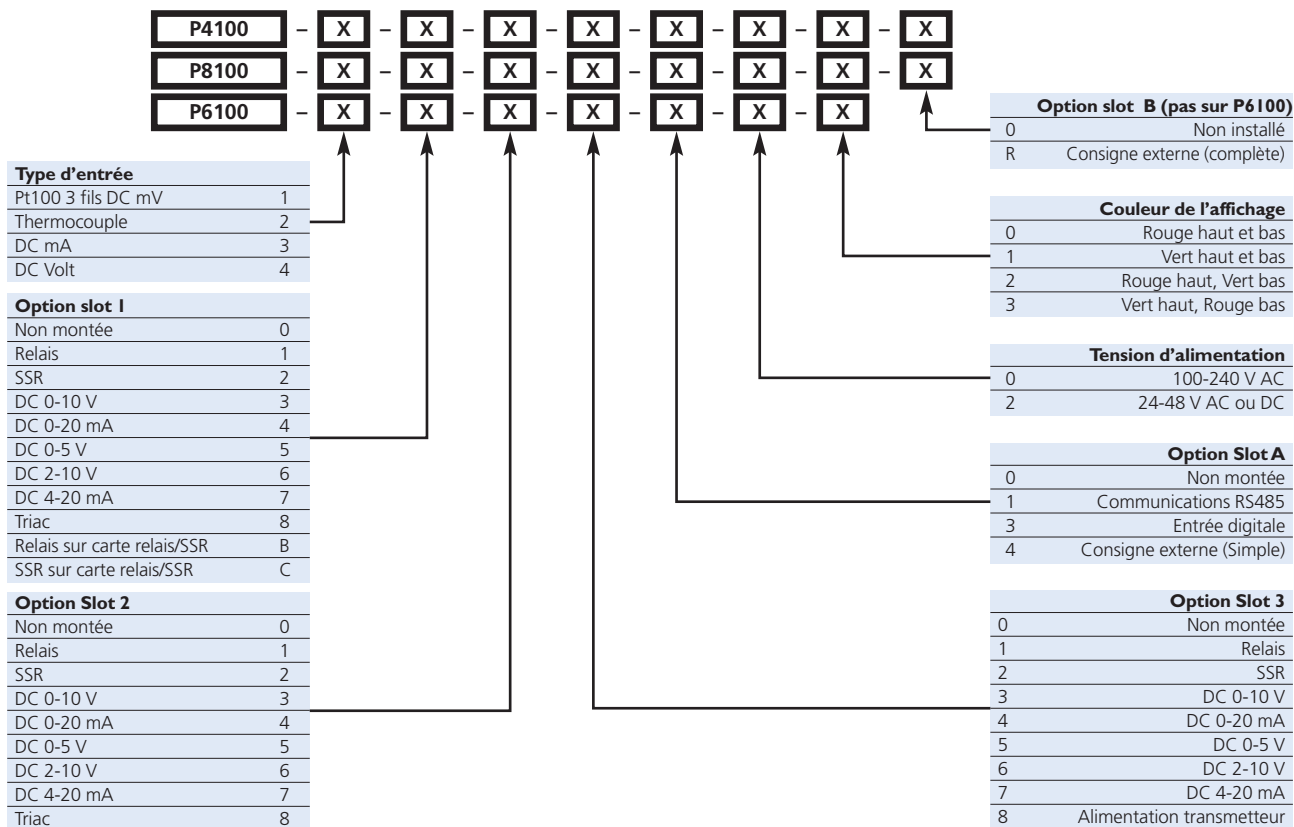 P4100 – X – X – X – X – X – X – X – X
P8100 – X – X – X – X – X – X – X – X
P6100 – X – X – X – X – X – X – X
Type d’entrée
Pt100 3 fils DC mV 1
Thermocouple 2
DC mA 3
DC Volt 4
Option slot 1
Non montée 0
Relais 1
SSR 2
DC 0-10 V 3
DC 0-20 mA 4
DC 0-5 V 5
DC 2-10 V 6
DC 4-20 mA 7
Triac 8
Relais sur carte relais/SSR B
SSR sur carte relais/SSR C
Option Slot 2
Non montée 0
Relais 1
SSR 2
DC 0-10 V 3
DC 0-20 mA 4
DC 0-5 V 5
DC 2-10 V 6
DC 4-20 mA 7
Triac 8
Option slot B (pas sur P6100)
0 Non installé
R Consigne externe (complète)
Couleur de l’affichage
0 Rouge haut et bas
1 Vert haut et bas
2 Rouge haut, Vert bas
3 Vert haut, Rouge bas
Tension d’alimentation
0 100-240 V AC
2 24-48 V AC ou DC
Option Slot A
0 Non montée
1 Communications RS485
3 Entrée digitale
4 Consigne externe (Simple)
Option Slot 3
0 Non montée
1 Relais
2 SSR
3 DC 0-10 V
4 DC 0-20 mA
5 DC 0-5 V
6 DC 2-10 V
7 DC 4-20 mA
8 Alimentation transmetteur